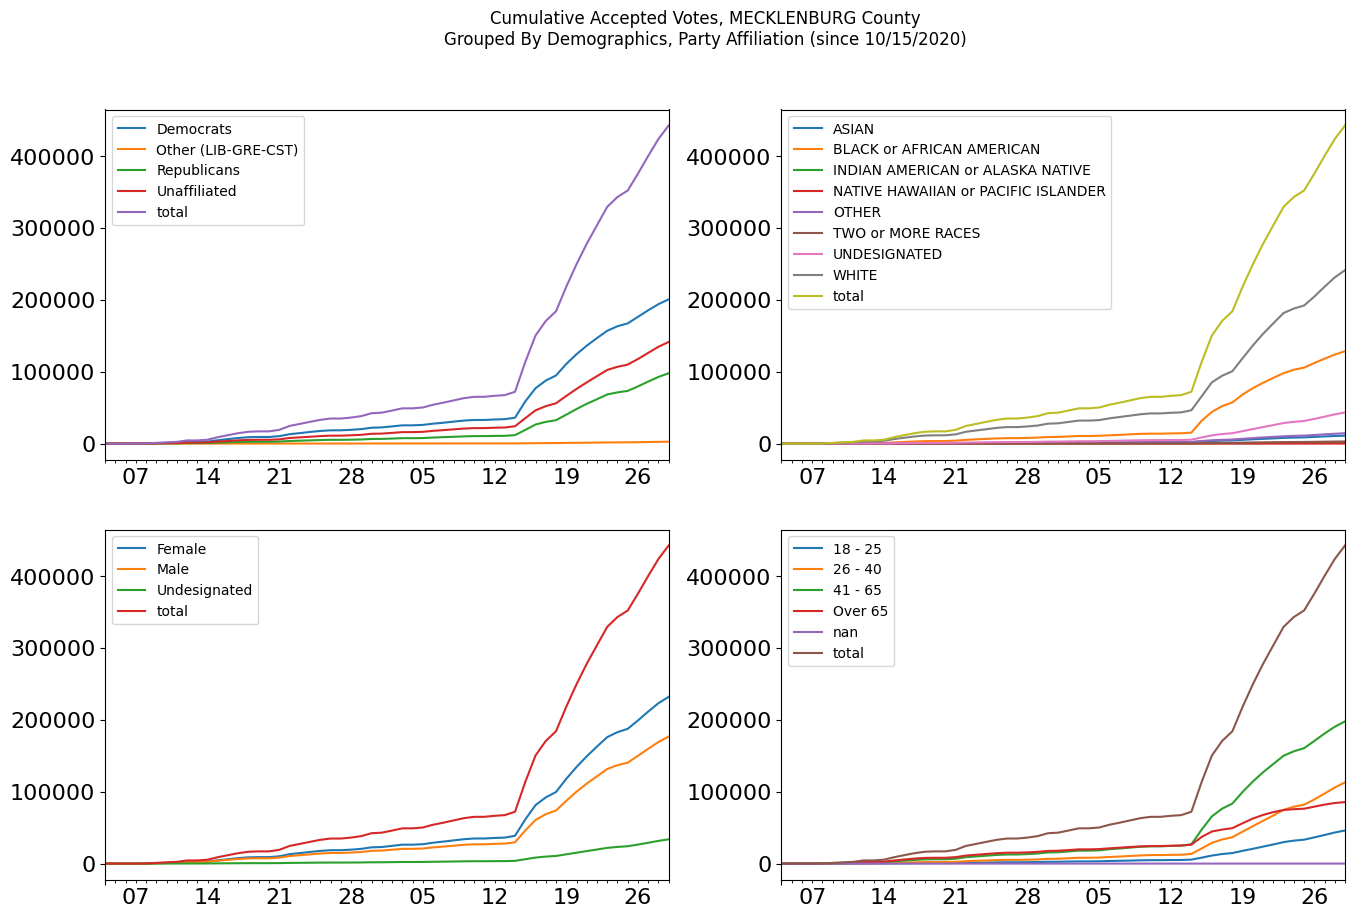 Cumulative Accepted Votes, MECKLENBURG County
Grouped By Demographics, Party Affiliation (since 10/15/2020)
Democrats
Other (LIB-GRE-CST)
Republicans
Unaffiliated
total
400000
300000
200000
100000
0
07 14 21 28 05 12 19 26
ASIAN
BLACK or AFRICAN AMERICAN
INDIAN AMERICAN or ALASKA NATIVE
NATIVE HAWAIIAN or PACIFIC ISLANDER
OTHER
TWO or MORE RACES
UNDESIGNATED
WHITE
total
400000
300000
200000
100000
0
07 14 21 28 05 12 19 26
Female
Male
Undesignated
total
400000
300000
200000
100000
0
07 14 21 28 05 12 19 26
18 - 25
26 - 40
41 - 65
Over 65
nan
total
400000
300000
200000
100000
0
07 14 21 28 05 12 19 26